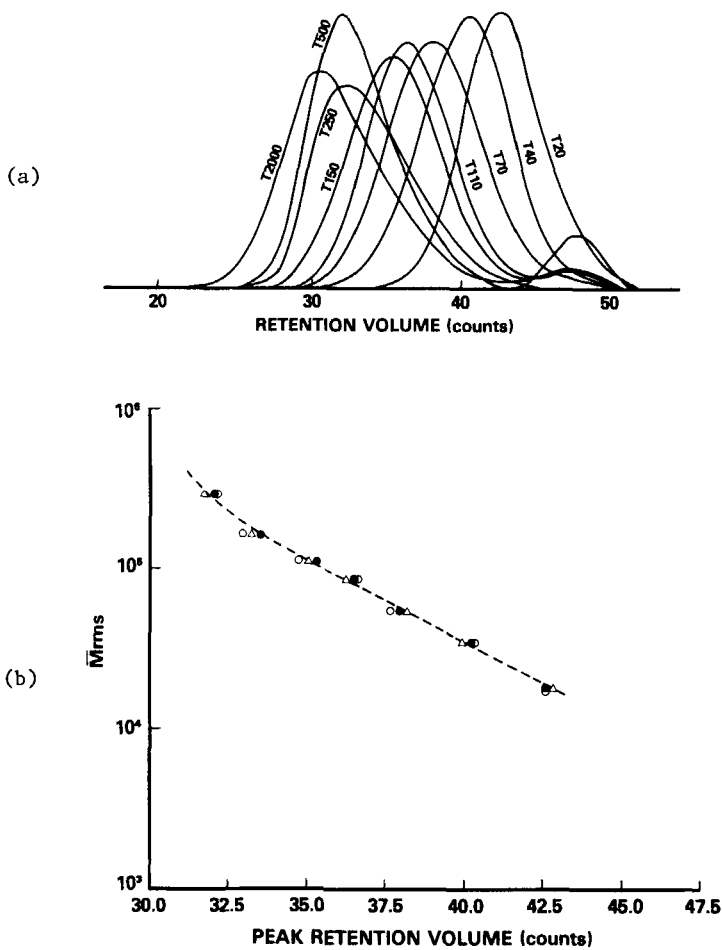 (a)
T500
T2000
T250
T150
T110
T70
T40
T20
20 30 40 50
RETENTION VOLUME (counts)
(b)
10⁶
10⁵
10⁴
10³
M̅rms
30.0 32.5 35.0 37.5 40.0 42.5 45.0 47.5
PEAK RETENTION VOLUME (counts)